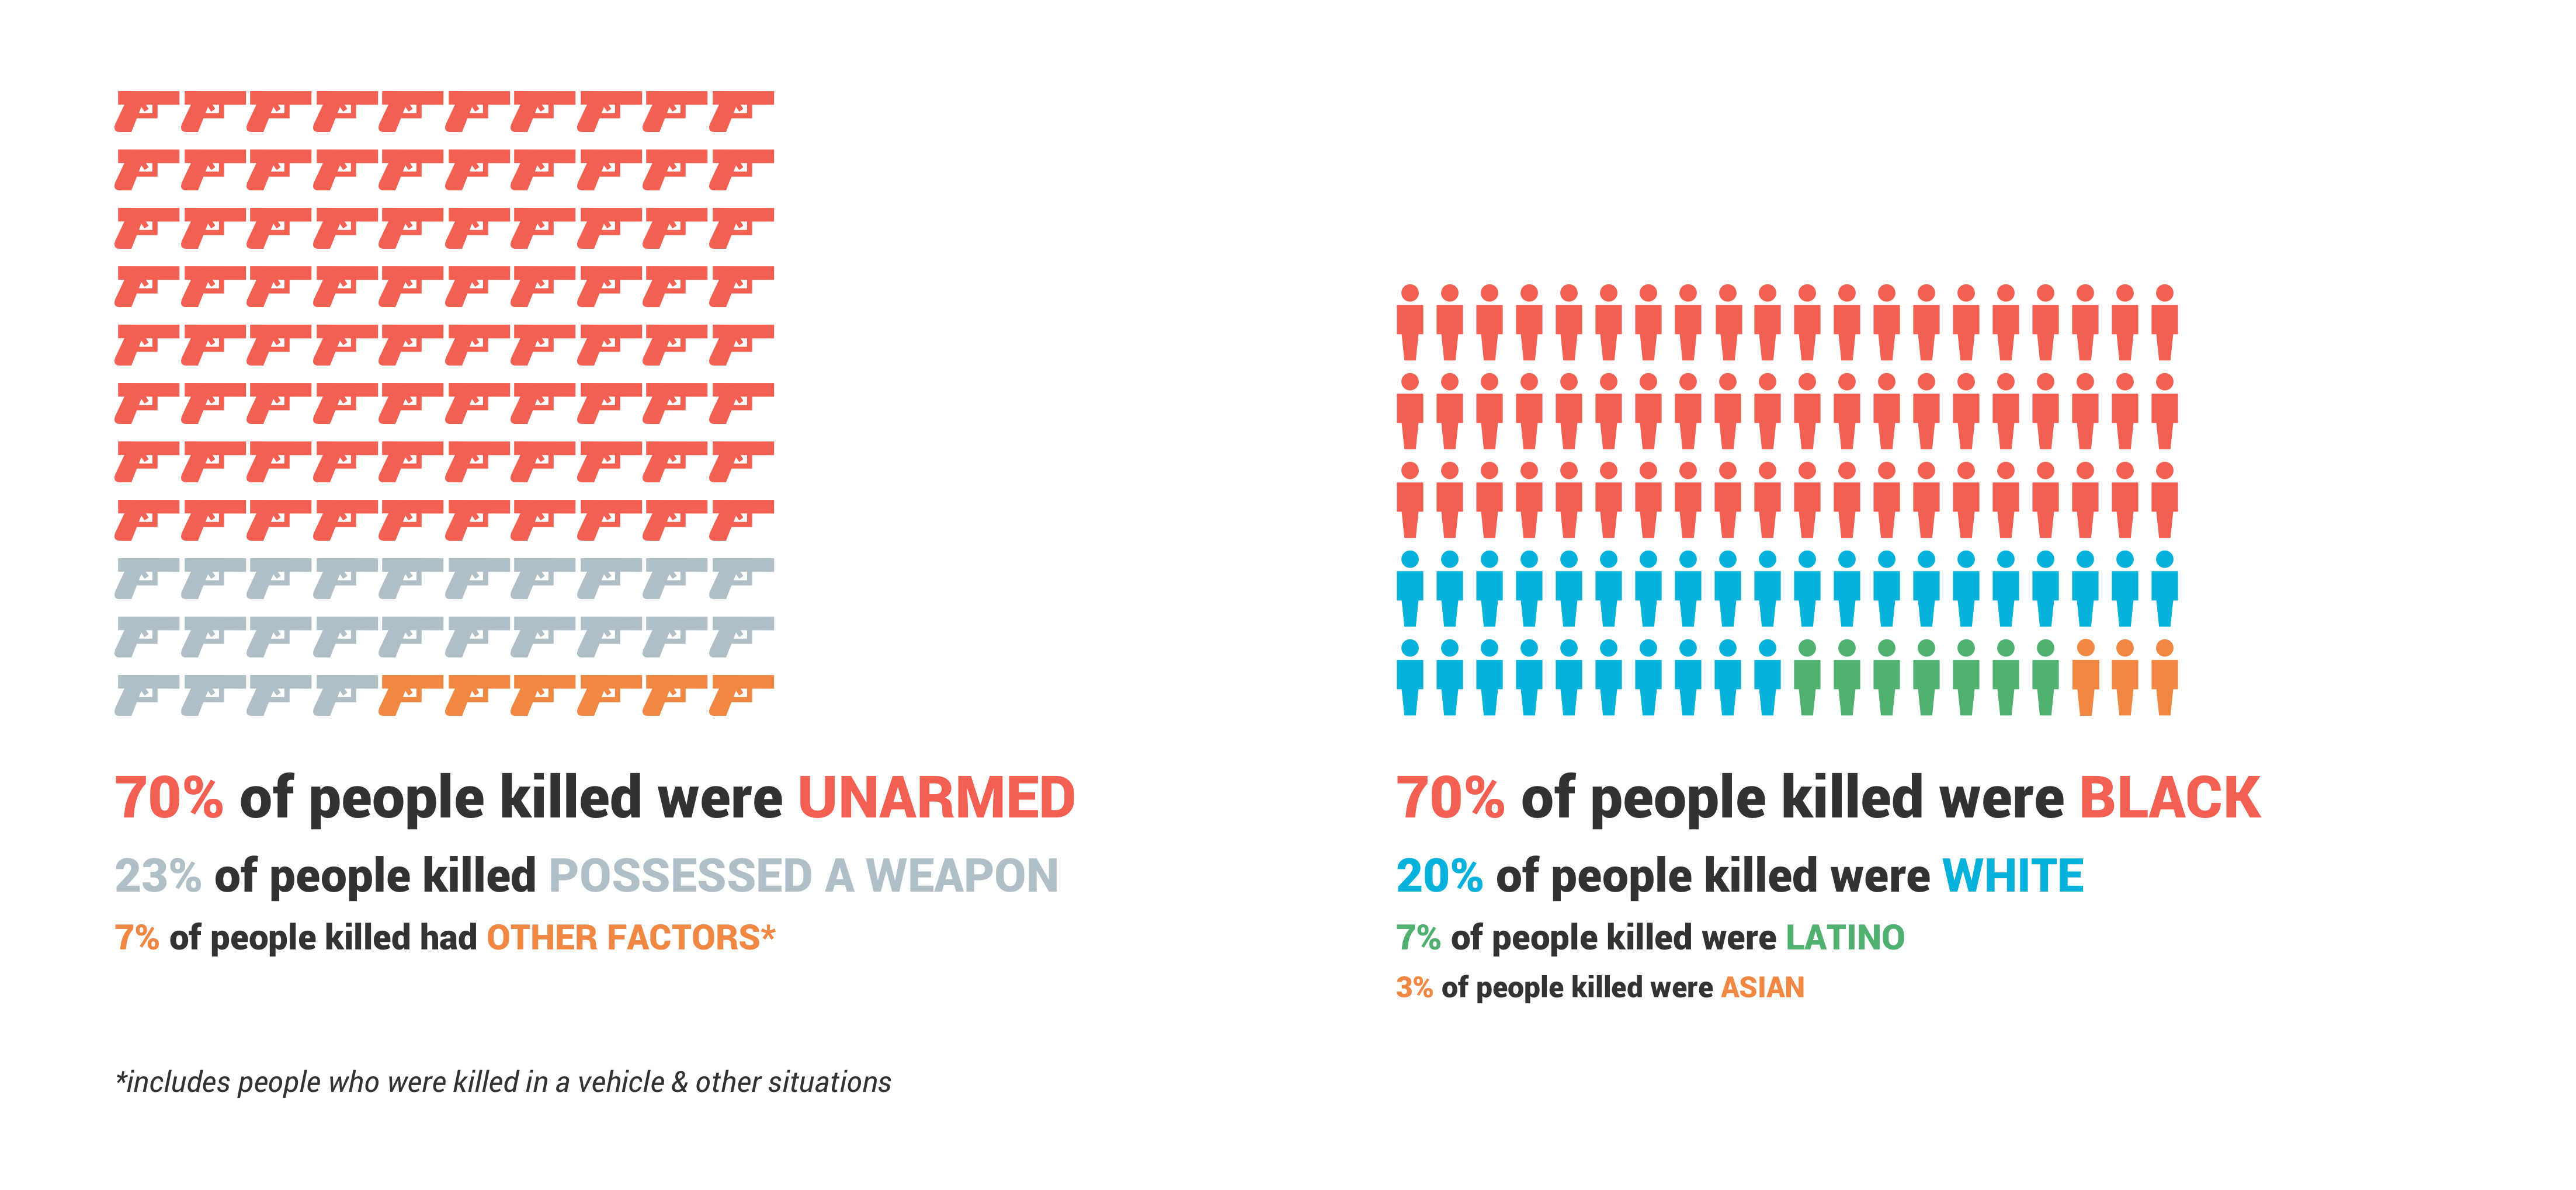 70% of people killed were UNARMED
23% of people killed POSSESSED A WEAPON
7% of people killed had OTHER FACTORS*
*includes people who were killed in a vehicle & other situations
70% of people killed were BLACK
20% of people killed were WHITE
7% of people killed were LATINO
3% of people killed were ASIAN